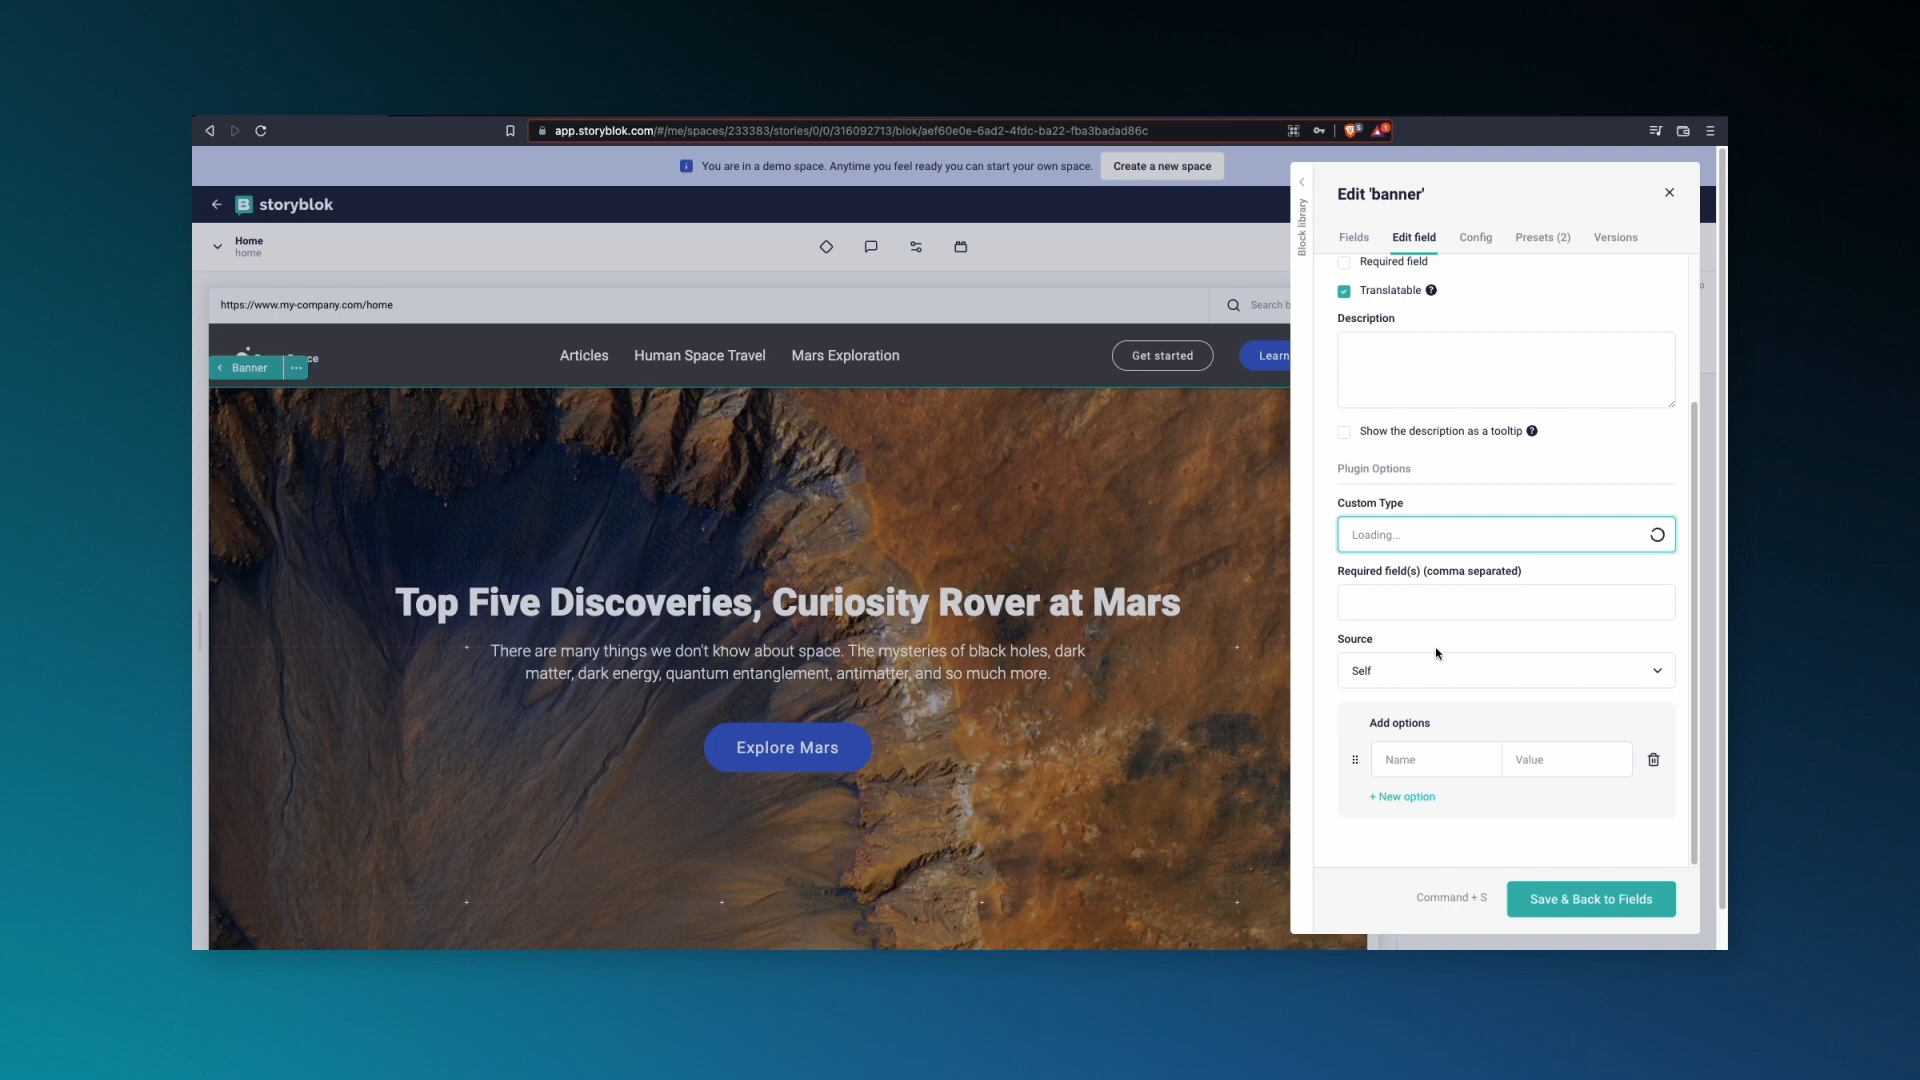 app.storyblok.com/#/me/spaces/233383/stories/0/0/316092713/blok/aef60e0e-6ad2-4fdc-ba22-fba3badad86c
You are in a demo space. Anytime you feel ready you can start your own space.
Create a new space
storyblok
Home
home
https://www.my-company.com/home
Search b
Articles
Human Space Travel
Mars Exploration
Get started
Learn
Banner
Top Five Discoveries, Curiosity Rover at Mars
There are many things we don't know about space. The mysteries of black holes, dark
matter, dark energy, quantum entanglement, antimatter, and so much more.
Explore Mars
Block library
Edit 'banner'
Fields
Edit field
Config
Presets (2)
Versions
Required field
Translatable
Description
Show the description as a tooltip
Plugin Options
Custom Type
Loading...
Required field(s) (comma separated)
Source
Self
Add options
Name
Value
+ New option
Command + S
Save & Back to Fields